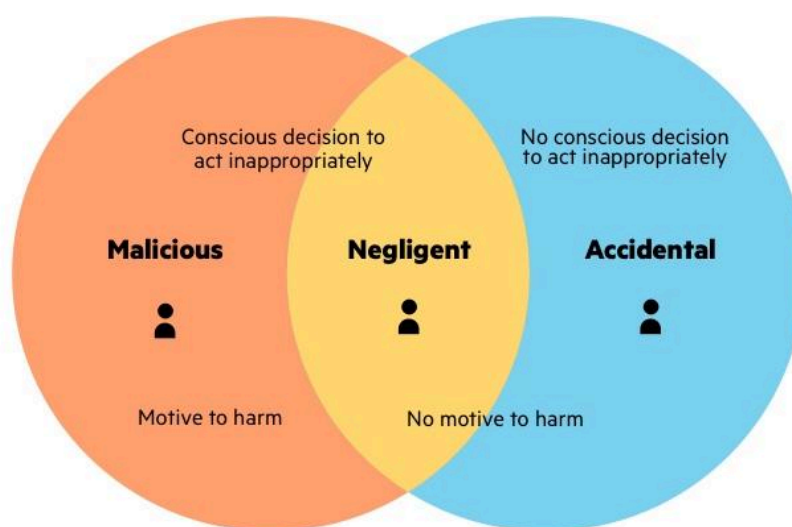 Conscious decision to
act inappropriately
No conscious decision
to act inappropriately
Malicious
Negligent
Accidental
Motive to harm
No motive to harm